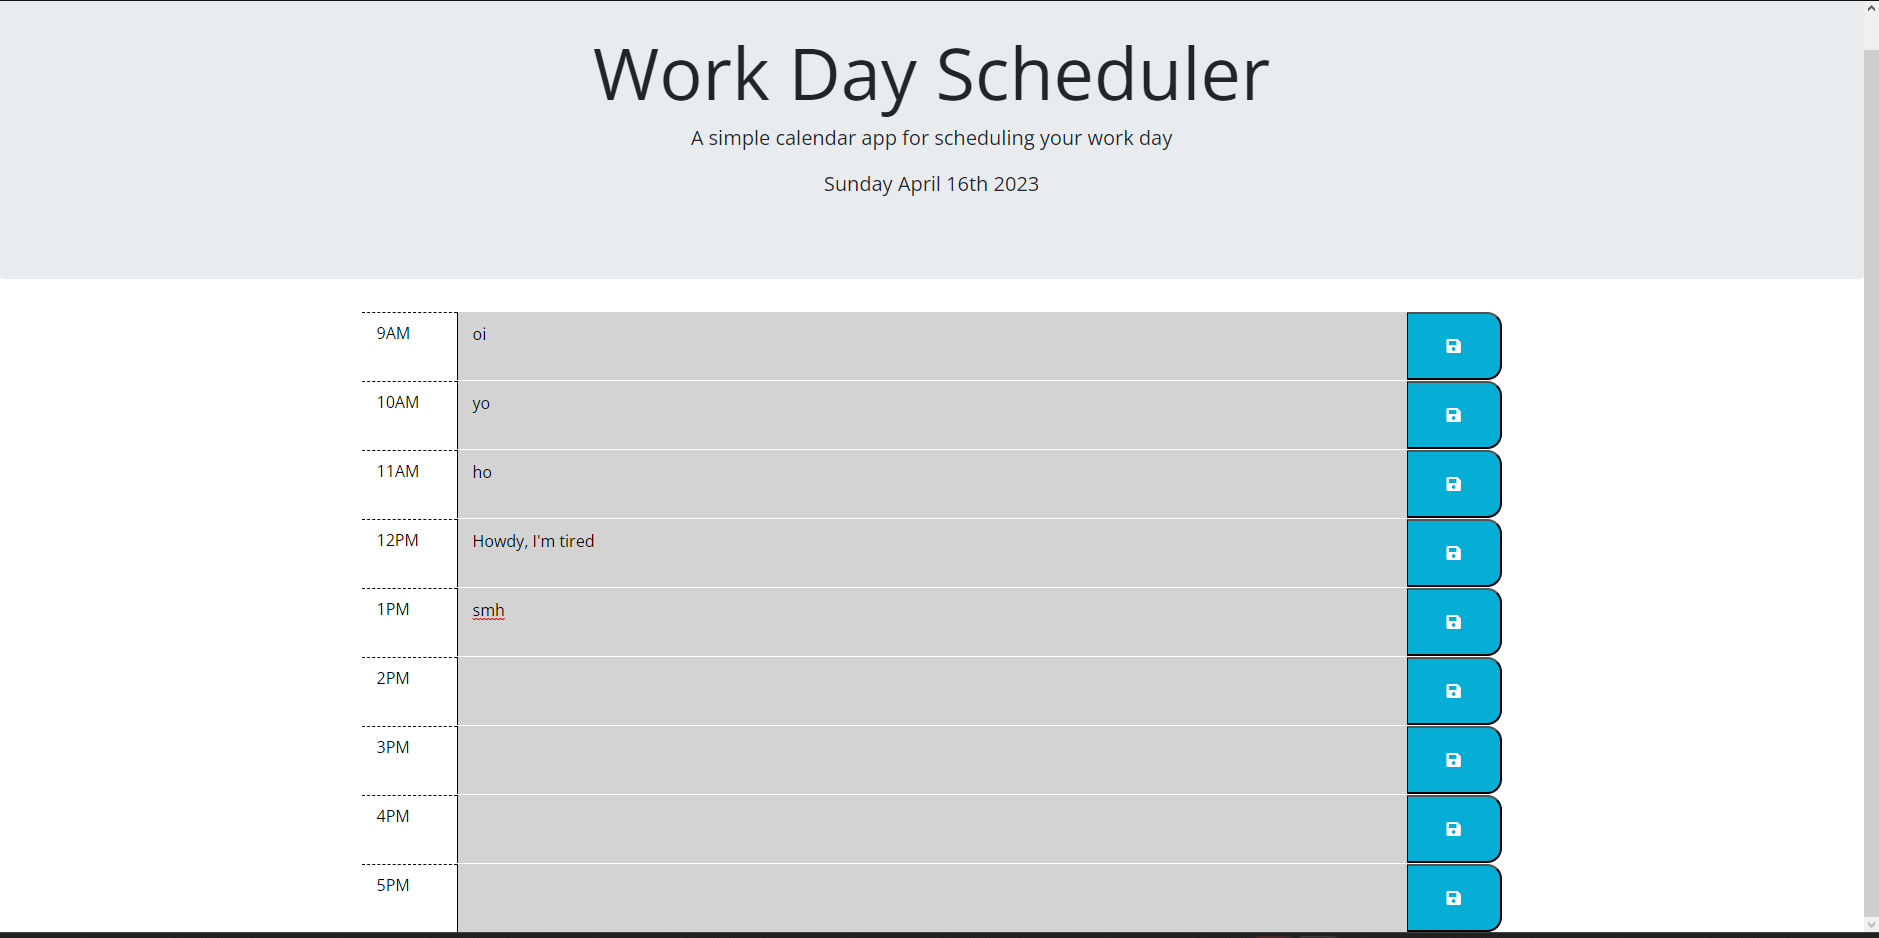 Work Day Scheduler
A simple calendar app for scheduling your work day
Sunday April 16th 2023
9AM oi
10AM yo
11AM ho
12PM Howdy, I'm tired
1PM smh
2PM
3PM
4PM
5PM